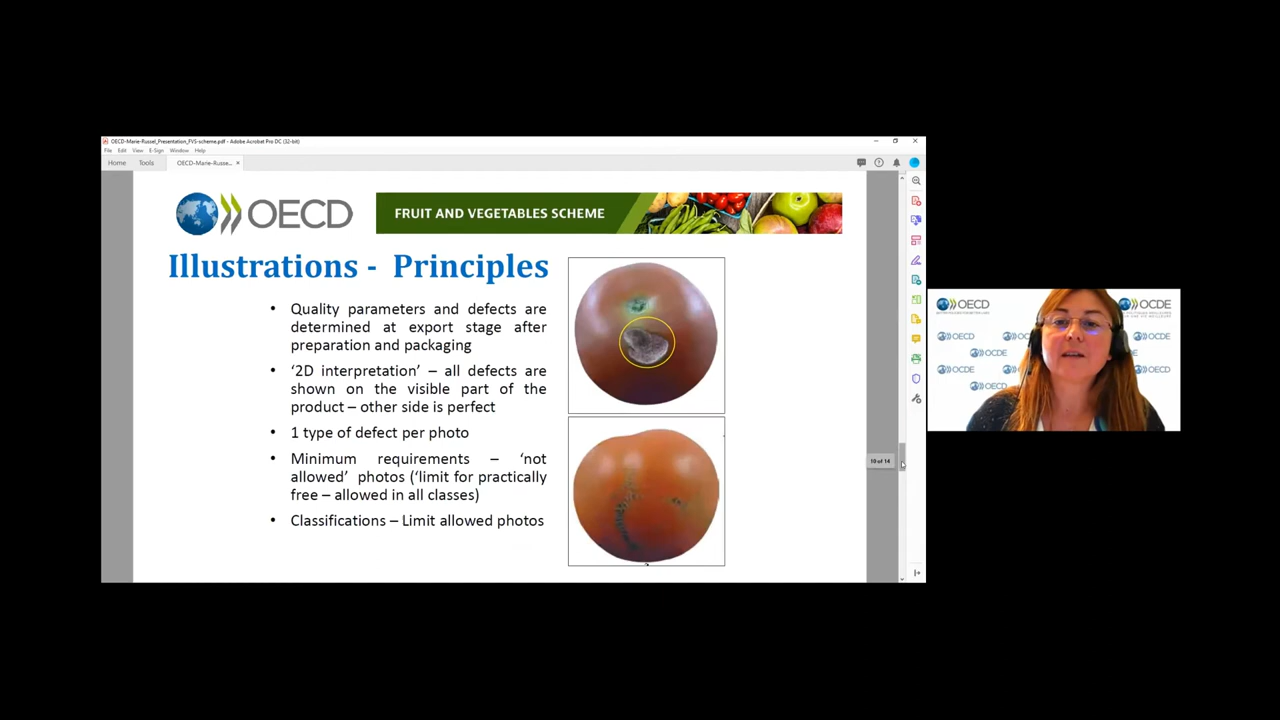 OECD-Marie-Russel_Presentation_FVS-scheme.pdf - Adobe Acrobat Pro DC (32-bit)
File Edit View E-Sign Window Help
Home Tools OECD-Marie-Russe...
OECD
FRUIT AND VEGETABLES SCHEME
Illustrations - Principles
• Quality parameters and defects are
determined at export stage after
preparation and packaging
• ‘2D interpretation’ – all defects are
shown on the visible part of the
product – other side is perfect
• 1 type of defect per photo
• Minimum requirements – ‘not
allowed’ photos (‘limit for practically
free – allowed in all classes)
• Classifications – Limit allowed photos
10 of 14
OECD
OCDE
OECD
OECD
OCDE
OECD
OECD
OECD